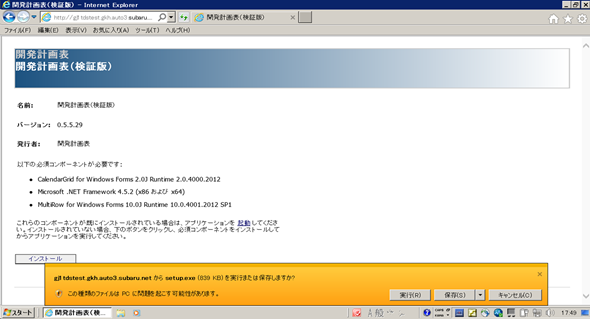 開発計画表(検証版) - Internet Explorer
開発計画表(検証版)
ファイル(F) 編集(E) 表示(V) お気に入り(A) ツール(T) ヘルプ(H)
開発計画表
開発計画表(検証版)
名前: 開発計画表(検証版)
バージョン: 0.5.5.29
発行者: 開発計画表
以下の必須コンポーネントが必要です:
CalendarGrid for Windows Forms 2.0J Runtime 2.0.4000.2012
Microsoft .NET Framework 4.5.2 (x86 および x64)
MultiRow for Windows Forms 10.0J Runtime 10.0.4001.2012 SP1
これらのコンポーネントが既にインストールされている場合は、アプリケーションを 起動してくださ
い。インストールされていない場合、下のボタンをクリックし、必須コンポーネントをインストールして
からアプリケーションを実行してください。
インストール
tdstest.gkh.auto3.subaru.net から setup.exe (839 KB) を実行または保存しますか?
この種類のファイルは PC に問題を起こす可能性があります。
実行(R) 保存(S) キャンセル(C)
スタート 開発計画表(検... A 般 17:49